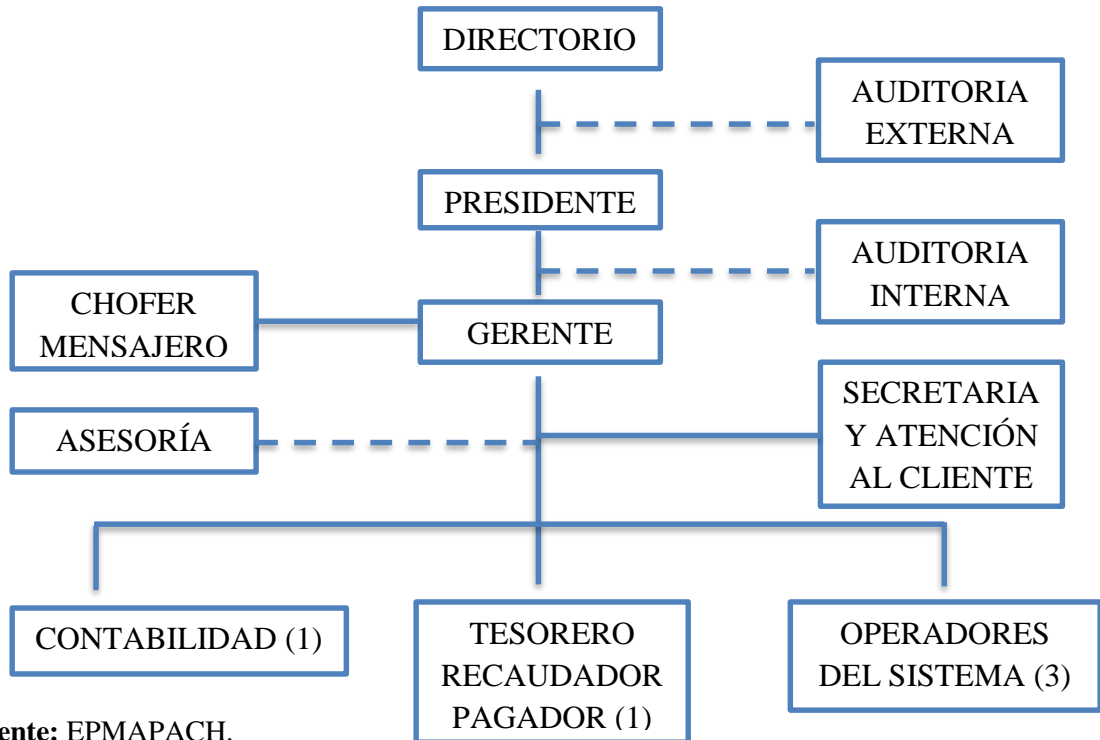 DIRECTORIO
AUDITORIA
EXTERNA
PRESIDENTE
AUDITORIA
INTERNA
CHOFER
MENSAJERO
GERENTE
SECRETARIA
Y ATENCIÓN
AL CLIENTE
ASESORÍA
CONTABILIDAD (1)
TESORERO
RECAUDADOR
PAGADOR (1)
OPERADORES
DEL SISTEMA (3)
ente: EPMAPACH.